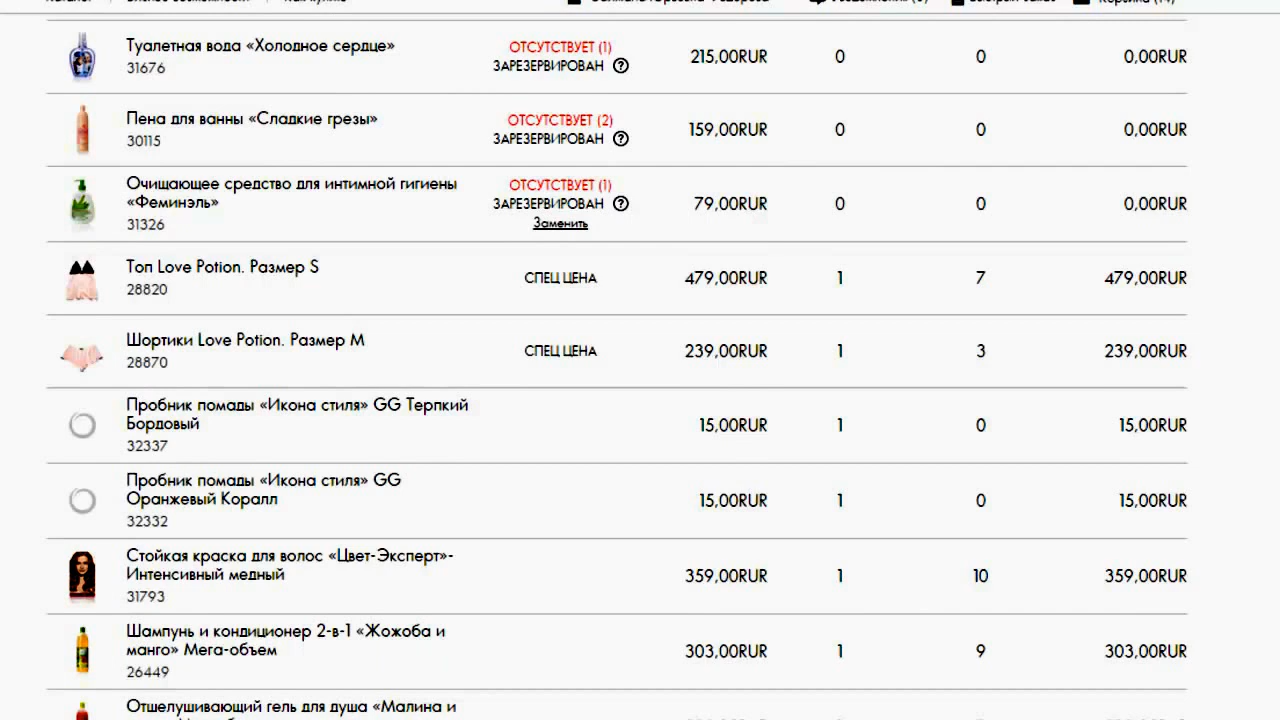 Туалетная вода «Холодное сердце»
31676
ОТСУТСТВУЕТ (1)
ЗАРЕЗЕРВИРОВАН ?
215,00RUR 0 0 0,00RUR
Пена для ванны «Сладкие грезы»
30115
ОТСУТСТВУЕТ (2)
ЗАРЕЗЕРВИРОВАН ?
159,00RUR 0 0 0,00RUR
Очищающее средство для интимной гигиены
«Феминэль»
31326
ОТСУТСТВУЕТ (1)
ЗАРЕЗЕРВИРОВАН ?
Заменить
79,00RUR 0 0 0,00RUR
Топ Love Potion. Размер S
28820
СПЕЦ ЦЕНА
479,00RUR 1 7 479,00RUR
Шортики Love Potion. Размер M
28870
СПЕЦ ЦЕНА
239,00RUR 1 3 239,00RUR
Пробник помады «Икона стиля» GG Терпкий
Бордовый
32337
15,00RUR 1 0 15,00RUR
Пробник помады «Икона стиля» GG
Оранжевый Коралл
32332
15,00RUR 1 0 15,00RUR
Стойкая краска для волос «Цвет-Эксперт»-
Интенсивный медный
31793
359,00RUR 1 10 359,00RUR
Шампунь и кондиционер 2-в-1 «Жожоба и
манго» Мега-объем
26449
303,00RUR 1 9 303,00RUR
Отшелушивающий гель для душа «Малина и